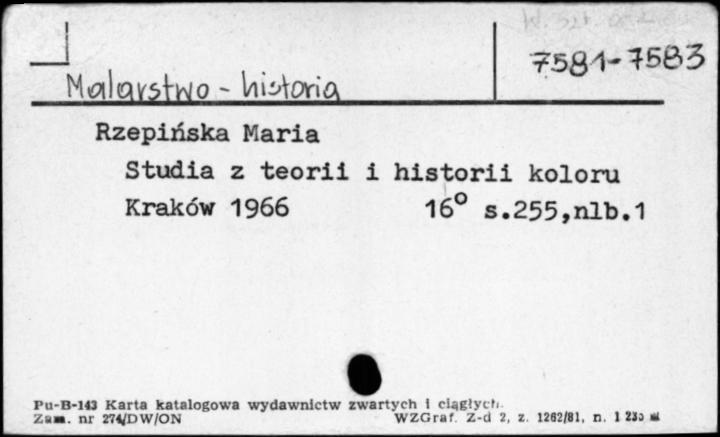 7581-7583
Malarstwo - historia
Rzepińska Maria
Studia z teorii i historii koloru
Kraków 1966 16° s.255,nlb.1
Pu-B-143 Karta katalogowa wydawnictw zwartych i ciągłych.
Zam. nr 274/DW/ON WZGraf. Z-d 2, z. 1262/81, n. 1